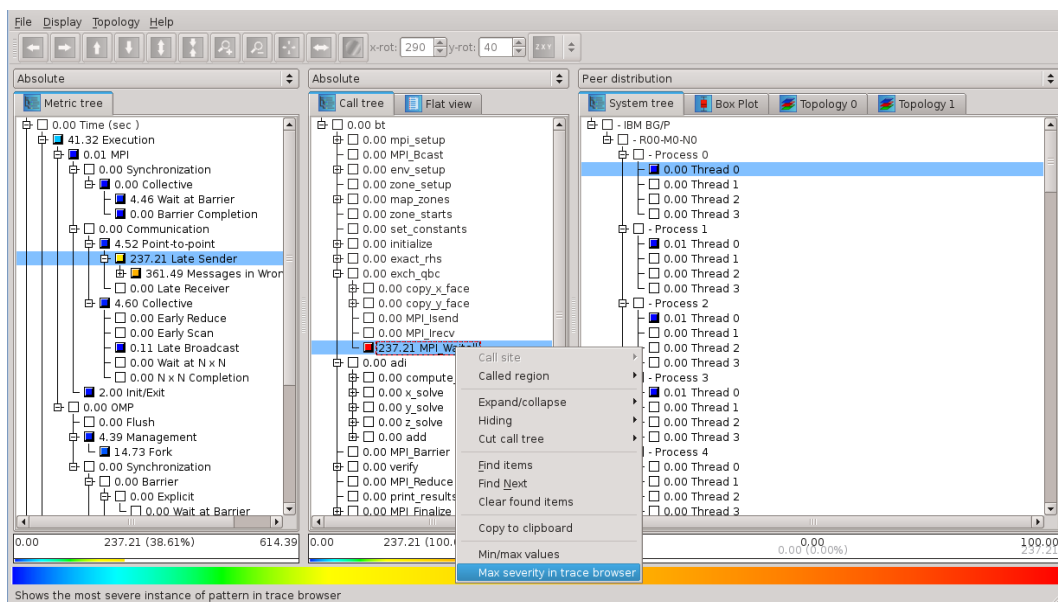 File Display Topology Help
x-rot: 290 y-rot: 40 ZXY
Absolute
Metric tree
0.00 Time (sec )
41.32 Execution
0.01 MPI
0.00 Synchronization
0.00 Collective
4.46 Wait at Barrier
0.00 Barrier Completion
0.00 Communication
4.52 Point-to-point
237.21 Late Sender
361.49 Messages in Wron
0.00 Late Receiver
4.60 Collective
0.00 Early Reduce
0.00 Early Scan
0.11 Late Broadcast
0.00 Wait at N x N
0.00 N x N Completion
2.00 Init/Exit
0.00 OMP
0.00 Flush
4.39 Management
14.73 Fork
0.00 Synchronization
0.00 Barrier
0.00 Explicit
0.00 Wait at Barrier
0.00 237.21 (38.61%) 614.39
Absolute
Call tree Flat view
0.00 bt
0.00 mpi_setup
0.00 MPI_Bcast
0.00 env_setup
0.00 zone_setup
0.00 map_zones
0.00 zone_starts
0.00 set_constants
0.00 initialize
0.00 exact_rhs
0.00 exch_qbc
0.00 copy_x_face
0.00 copy_y_face
0.00 MPI_Isend
0.00 MPI_Irecv
237.21 MPI_Waitall
0.00 adi
0.00 compute_
0.00 x_solve
0.00 y_solve
0.00 z_solve
0.00 add
0.00 MPI_Barrier
0.00 verify
0.00 MPI_Reduce
0.00 print_results
0.00 MPI_Finalize
0.00 237.21 (100.0
Call site
Called region
Expand/collapse
Hiding
Cut call tree
Find items
Find Next
Clear found items
Copy to clipboard
Min/max values
Max severity in trace browser
Peer distribution
System tree Box Plot Topology 0 Topology 1
- IBM BG/P
- R00-M0-N0
- Process 0
0.00 Thread 0
0.00 Thread 1
0.00 Thread 2
0.00 Thread 3
- Process 1
0.01 Thread 0
0.00 Thread 1
0.00 Thread 2
0.00 Thread 3
- Process 2
0.01 Thread 0
0.00 Thread 1
0.00 Thread 2
0.00 Thread 3
- Process 3
0.01 Thread 0
0.00 Thread 1
0.00 Thread 2
0.00 Thread 3
- Process 4
0.00 Thread 0
0.00 Thread 1
0.00 Thread 2
0.00 Thread 3
0.00 100.00
0.00 (0.00%) 237.21
Shows the most severe instance of pattern in trace browser